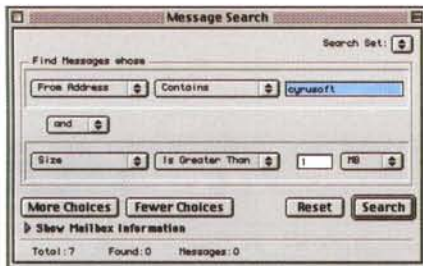 Message Search
Search Set:
Find Messages whose
From Address Contains cyrusoft
and
Size Is Greater Than 1 MB
More Choices Fewer Choices Reset Search
Show Mailbox Information
Total:7 Found:0 Messages:0